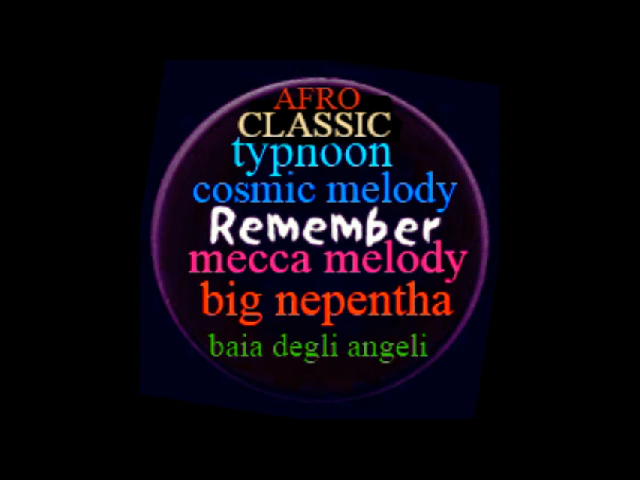 AFRO
CLASSIC
typnoon
cosmic melody
Remember
mecca melody
big nepentha
baia degli angeli